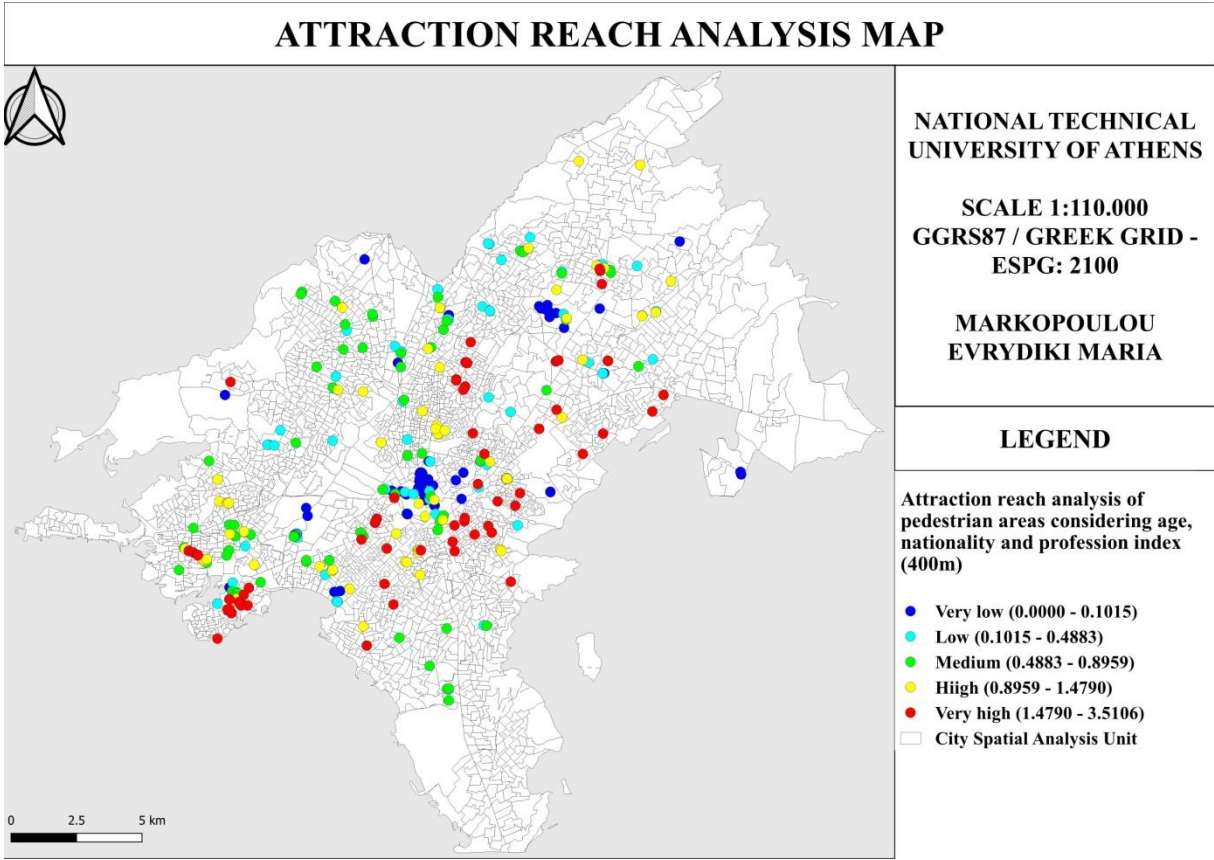 ATTRACTION REACH ANALYSIS MAP
NATIONAL TECHNICAL
UNIVERSITY OF ATHENS
SCALE 1:110.000
GGRS87 / GREEK GRID -
ESPG: 2100
MARKOPOULOU
EVRYDIKI MARIA
LEGEND
Attraction reach analysis of
pedestrian areas considering age,
nationality and profession index
(400m)
Very low (0.0000 - 0.1015)
Low (0.1015 - 0.4883)
Medium (0.4883 - 0.8959)
Hiigh (0.8959 - 1.4790)
Very high (1.4790 - 3.5106)
City Spatial Analysis Unit
0 2.5 5 km